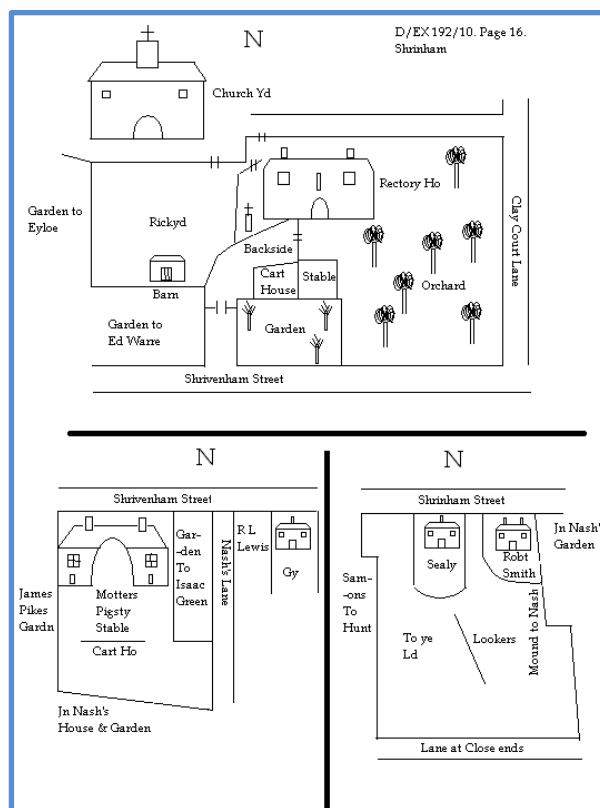 N
D/EX 192/10. Page 16.
Shrinham
Church Yd
Rectory Ho
Garden to
Eyloe
Rickyd
Backside
Clay Court Lane
Cart
House
Stable
Orchard
Barn
Garden to
Ed Warre
Garden
Shrivenham Street
N
Shrivenham Street
James
Pikes
Gardn
Motters
Pigsty
Stable
Cart Ho
Gar-
-den
To
Isaac
Green
Nash's Lane
R L
Lewis
Gy
Jn Nash's
House & Garden
N
Shrinham Street
Jn Nash's
Garden
Sealy
Robt
Smith
Sam-
-ons
To
Hunt
To ye
Ld
Lookers
Mound to Nash
Lane at Close ends